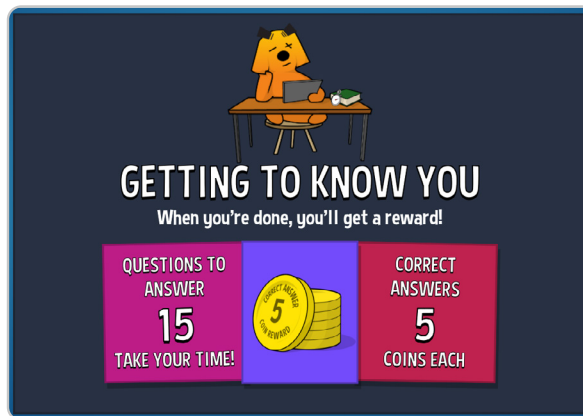 GETTING TO KNOW YOU
When you're done, you'll get a reward!
QUESTIONS TO
ANSWER
15
TAKE YOUR TIME!
CORRECT ANSWER
5
COIN REWARD
CORRECT
ANSWERS
5
COINS EACH